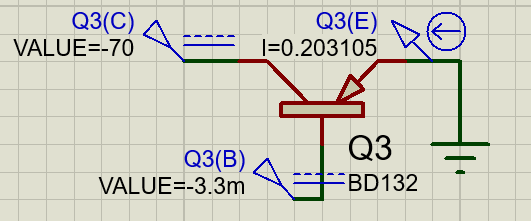 Q3(C)
VALUE=-70
Q3(E)
I=0.203105
Q3
BD132
Q3(B)
VALUE=-3.3m